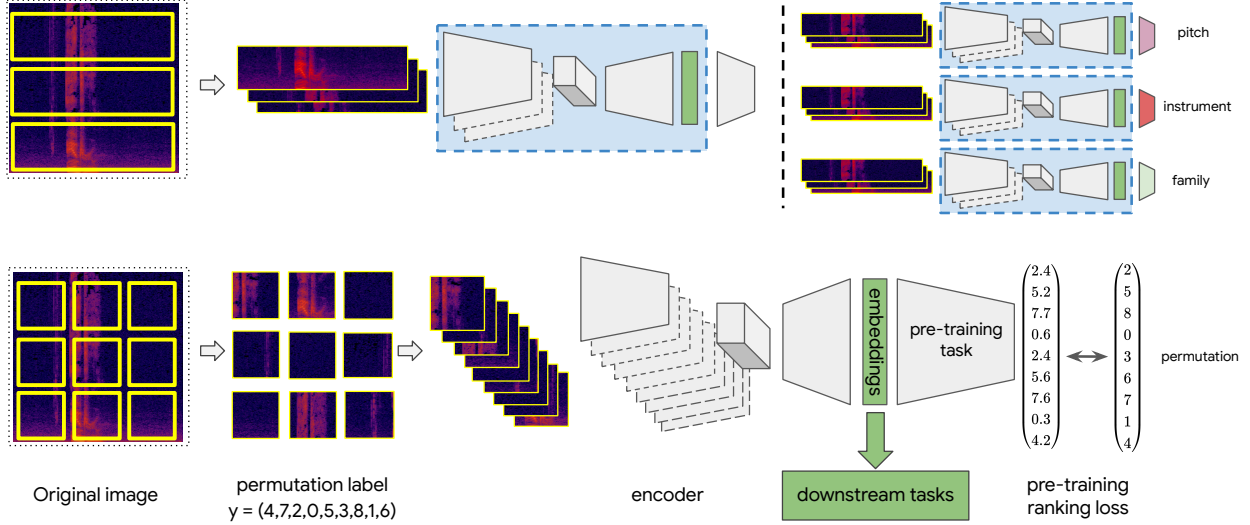 pitch
instrument
family
embeddings
pre-training
task
2.4
5.2
7.7
0.6
2.4
5.6
7.6
0.3
4.2
2
5
8
0
3
6
7
1
4
permutation
Original image
permutation label
y = (4,7,2,0,5,3,8,1,6)
encoder
downstream tasks
pre-training
ranking loss